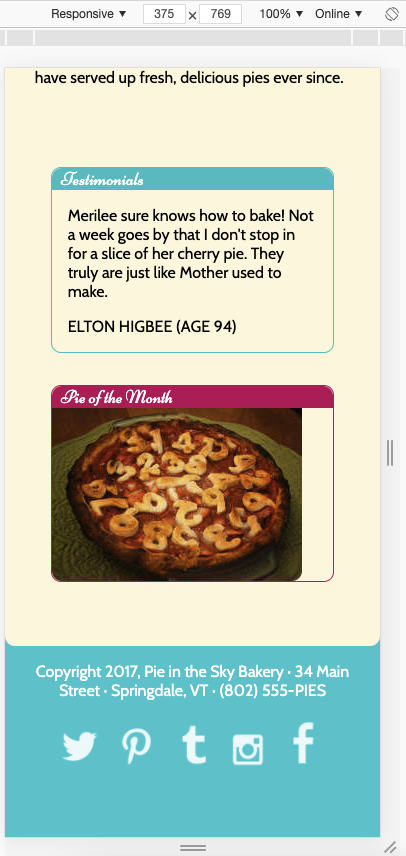 Responsive ▼ 375 × 769 100% ▼ Online ▼
have served up fresh, delicious pies ever since.
Testimonials
Merilee sure knows how to bake! Not
a week goes by that I don't stop in
for a slice of her cherry pie. They
truly are just like Mother used to
make.
ELTON HIGBEE (AGE 94)
Pie of the Month
Copyright 2017, Pie in the Sky Bakery · 34 Main
Street · Springdale, VT · (802) 555-PIES